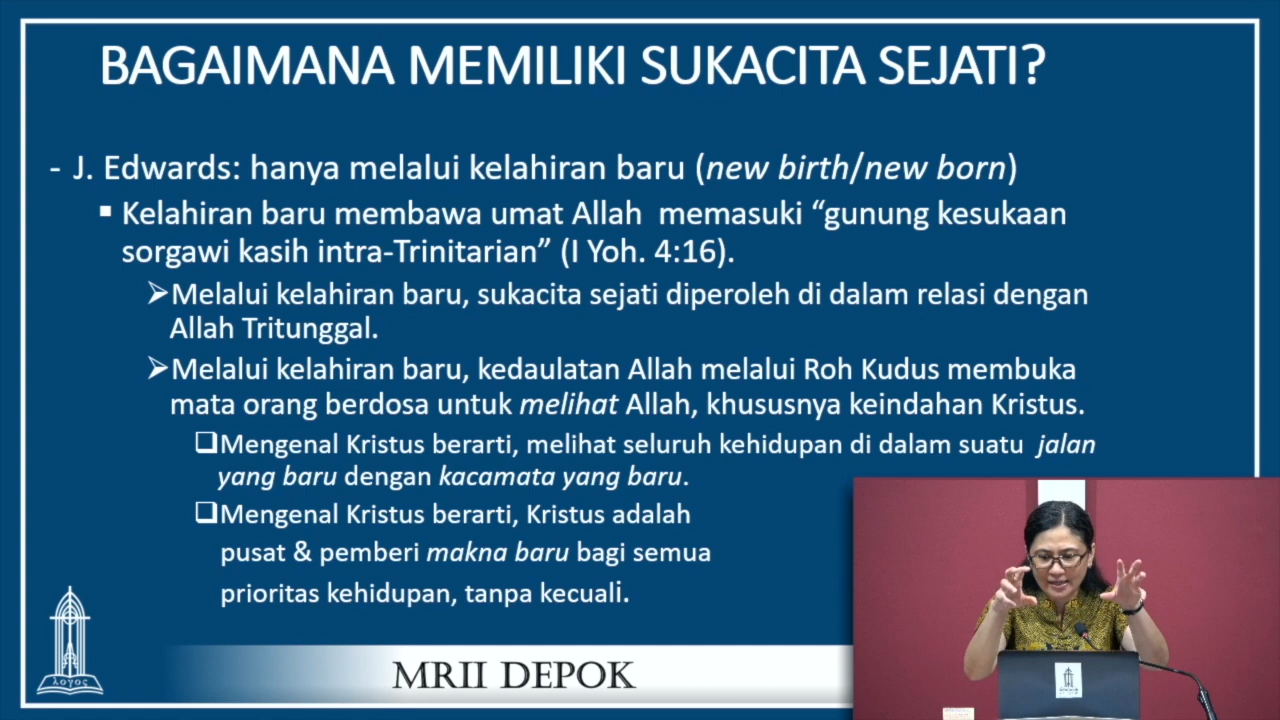 BAGAIMANA MEMILIKI SUKACITA SEJATI?
- J. Edwards: hanya melalui kelahiran baru (new birth/new born)
▪ Kelahiran baru membawa umat Allah memasuki “gunung kesukaan
sorgawi kasih intra-Trinitarian” (I Yoh. 4:16).
➢Melalui kelahiran baru, sukacita sejati diperoleh di dalam relasi dengan
Allah Tritunggal.
➢Melalui kelahiran baru, kedaulatan Allah melalui Roh Kudus membuka
mata orang berdosa untuk melihat Allah, khususnya keindahan Kristus.
❑Mengenal Kristus berarti, melihat seluruh kehidupan di dalam suatu jalan
yang baru dengan kacamata yang baru.
❑Mengenal Kristus berarti, Kristus adalah
pusat & pemberi makna baru bagi semua
prioritas kehidupan, tanpa kecuali.
λόγος
MRII DEPOK